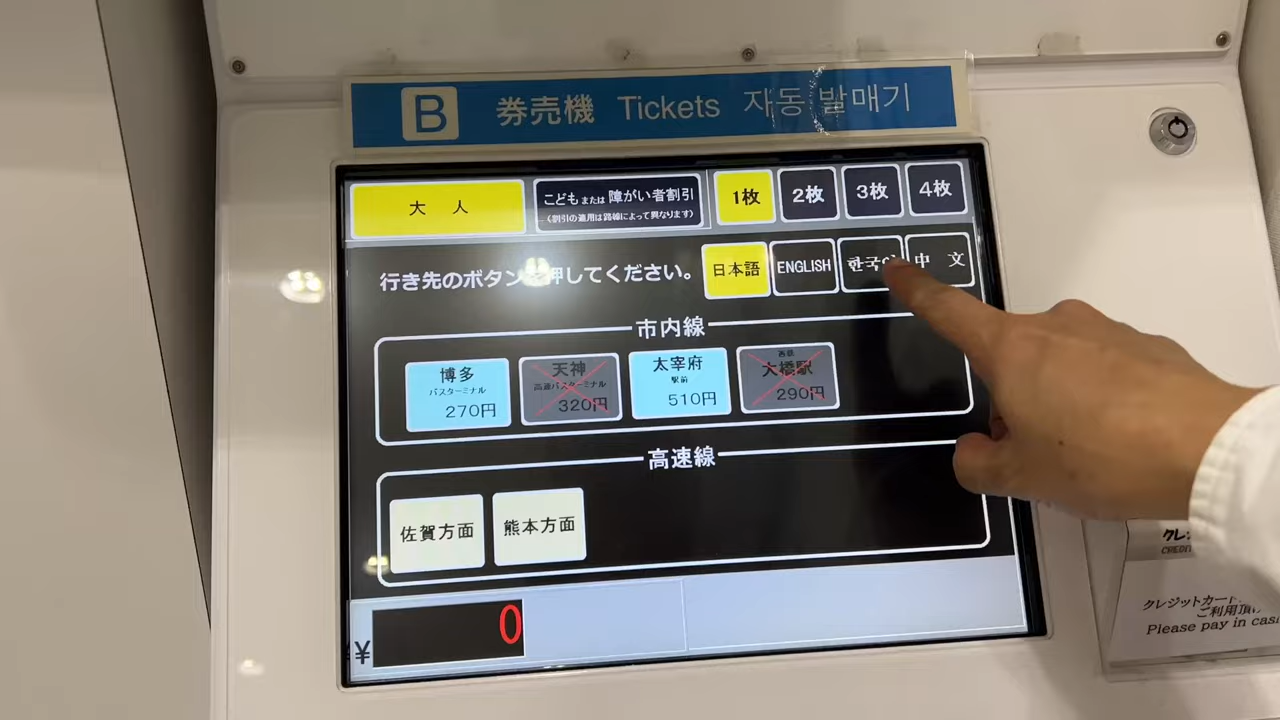 B 券売機 Tickets 자동 발매기
大人 こどもまたは障がい者割引 1枚 2枚 3枚 4枚
(割引の適用は路線によって異なります)
行き先のボタンを押してください。 日本語 ENGLISH 한국어 中文
市内線
博多 天神 太宰府 西鉄
バスターミナル 高速バスターミナル 駅前 大橋駅
270円 320円 510円 290円
高速線
佐賀方面 熊本方面
¥ 0
クレジットカード
ご利用頂け
Please pay in cas